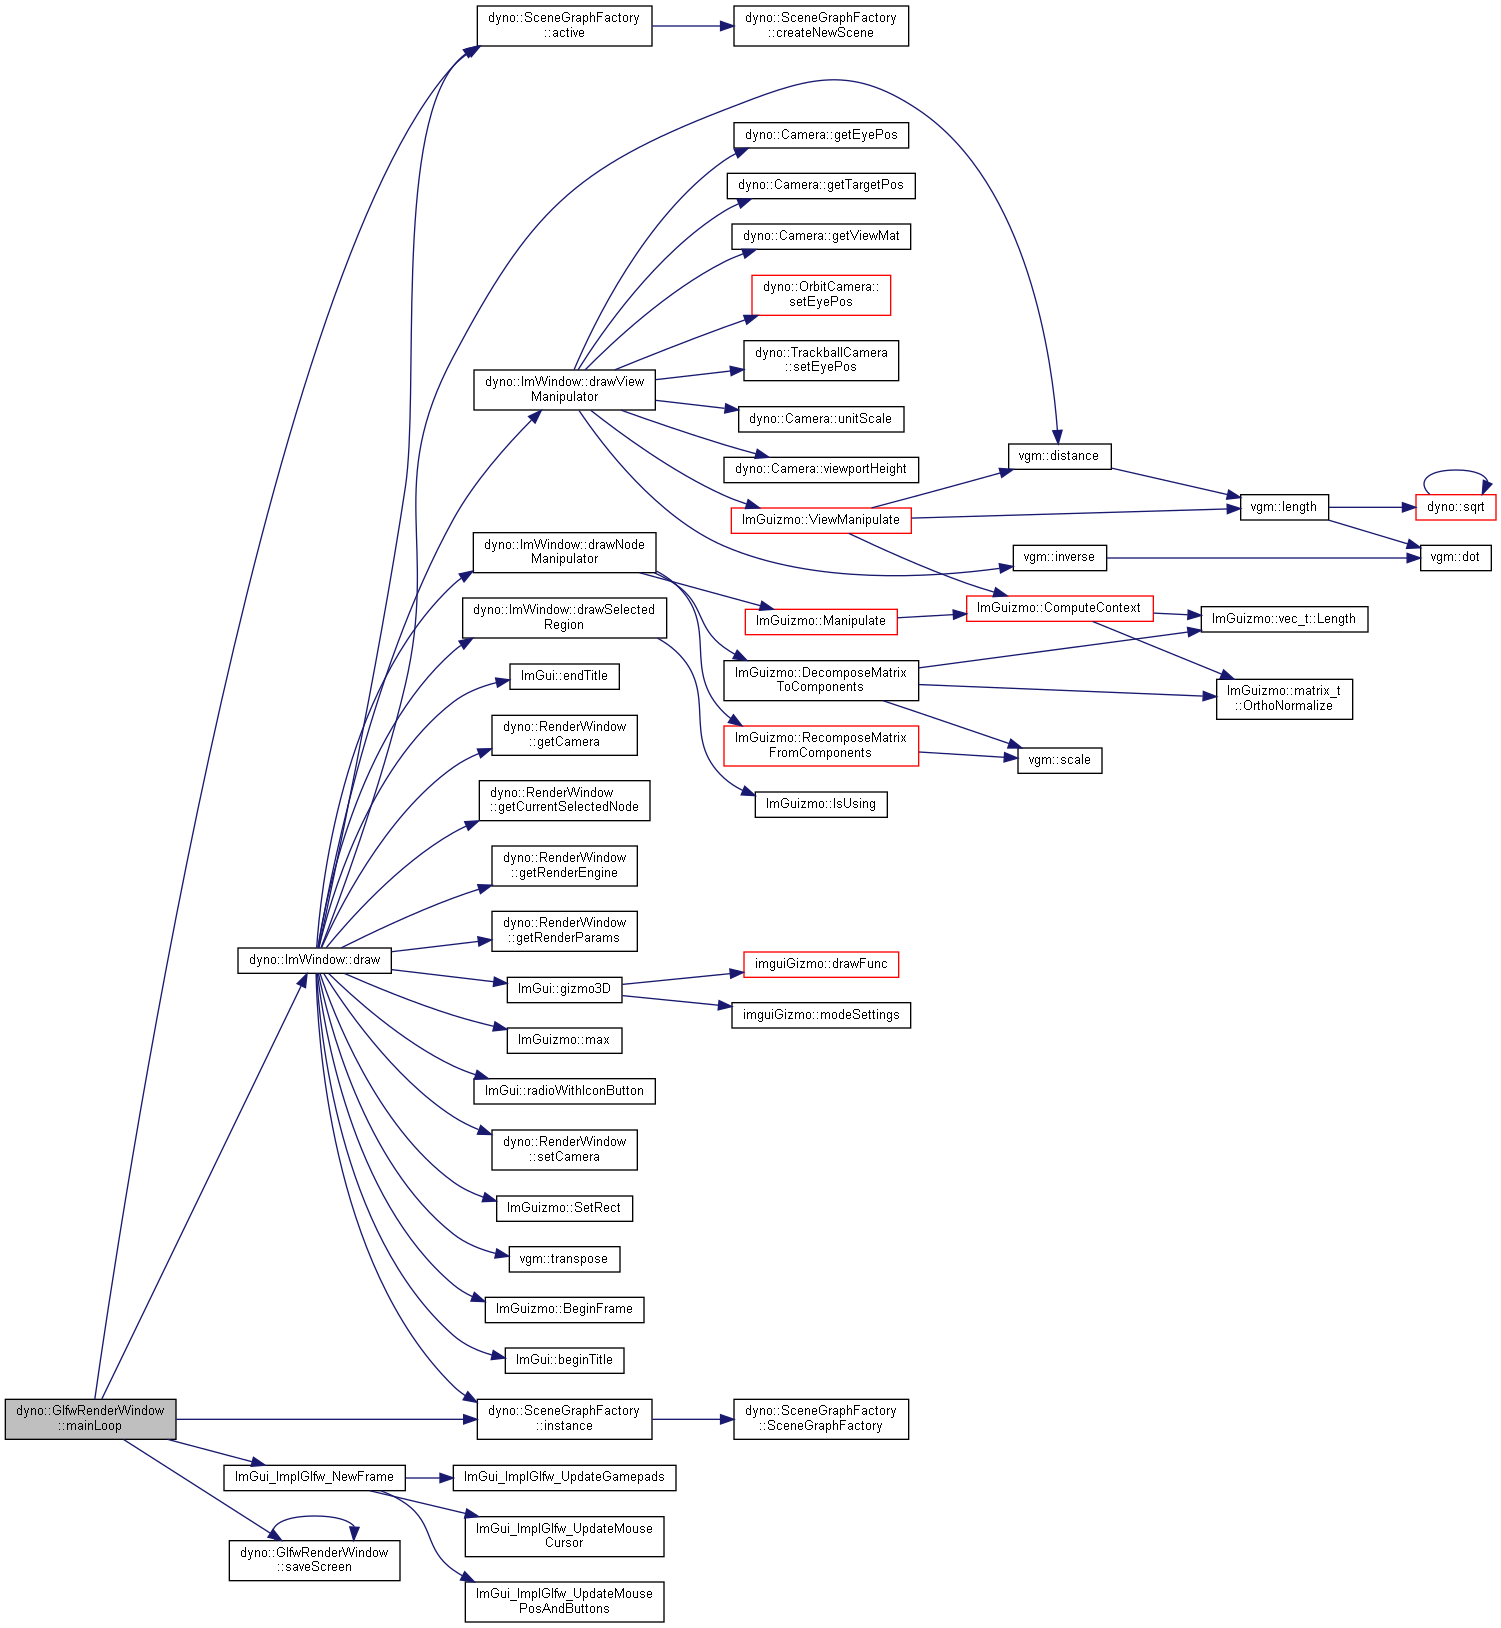 dyno::SceneGraphFactory
::active
dyno::SceneGraphFactory
::createNewScene
dyno::Camera::getEyePos
dyno::Camera::getTargetPos
dyno::Camera::getViewMat
dyno::OrbitCamera::
setEyePos
dyno::TrackballCamera
::setEyePos
dyno::ImWindow::drawView
Manipulator
dyno::Camera::unitScale
dyno::Camera::viewportHeight
vgm::distance
ImGuizmo::ViewManipulate
vgm::length
dyno::sqrt
dyno::ImWindow::drawNode
Manipulator
vgm::inverse
vgm::dot
dyno::ImWindow::drawSelected
Region
ImGuizmo::Manipulate
ImGuizmo::ComputeContext
ImGuizmo::vec_t::Length
ImGui::endTitle
ImGuizmo::DecomposeMatrix
ToComponents
ImGuizmo::matrix_t
::OrthoNormalize
dyno::RenderWindow
::getCamera
ImGuizmo::RecomposeMatrix
FromComponents
vgm::scale
dyno::RenderWindow
::getCurrentSelectedNode
ImGuizmo::IsUsing
dyno::RenderWindow
::getRenderEngine
dyno::RenderWindow
::getRenderParams
dyno::ImWindow::draw
imguiGizmo::drawFunc
ImGui::gizmo3D
imguiGizmo::modeSettings
ImGuizmo::max
ImGui::radioWithIconButton
dyno::RenderWindow
::setCamera
ImGuizmo::SetRect
vgm::transpose
ImGuizmo::BeginFrame
ImGui::beginTitle
dyno::GlfwRenderWindow
::mainLoop
dyno::SceneGraphFactory
::instance
dyno::SceneGraphFactory
::SceneGraphFactory
ImGui_ImplGlfw_NewFrame
ImGui_ImplGlfw_UpdateGamepads
ImGui_ImplGlfw_UpdateMouse
Cursor
dyno::GlfwRenderWindow
::saveScreen
ImGui_ImplGlfw_UpdateMouse
PosAndButtons